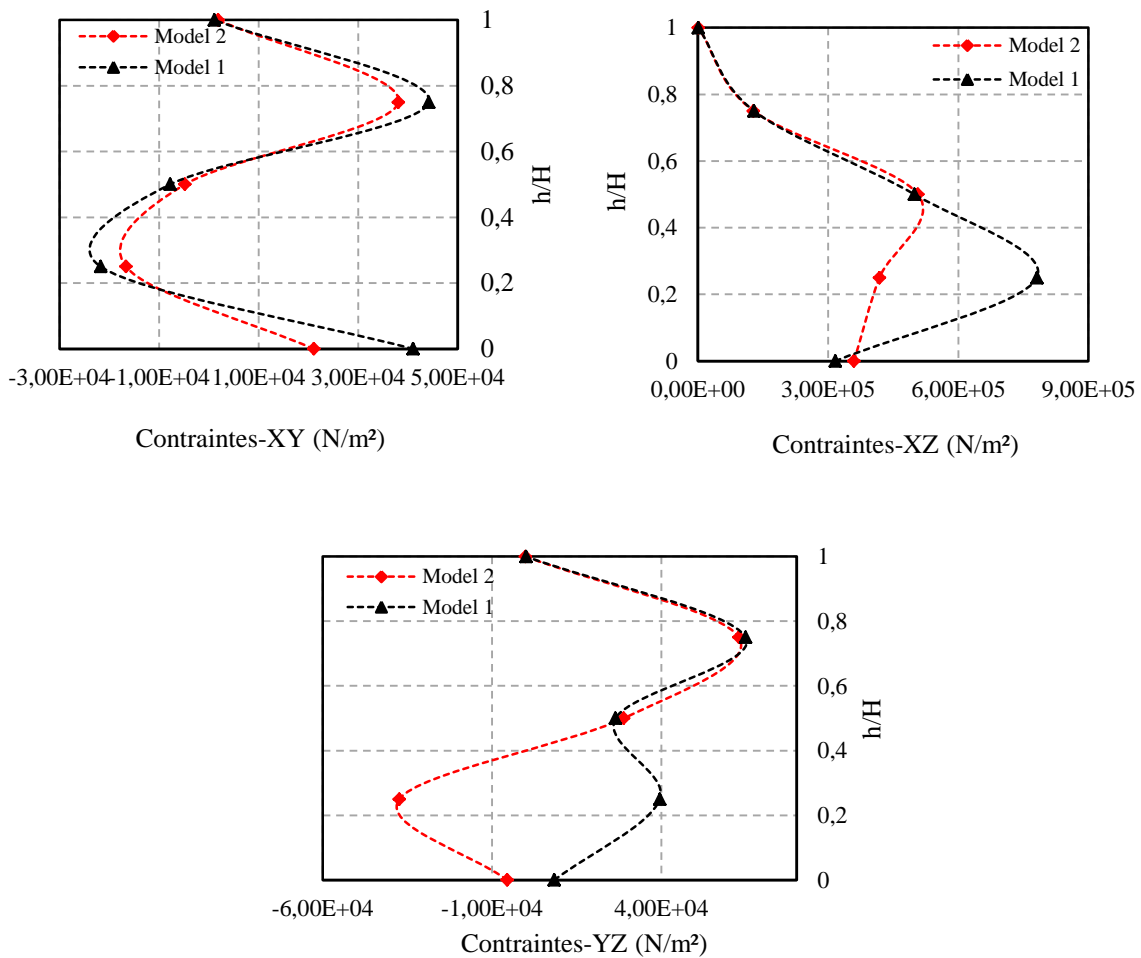 Model 2
Model 1
1
0,8
0,6
0,4
0,2
0
h/H
-3,00E+04
-1,00E+04
1,00E+04
3,00E+04
5,00E+04
Contraintes-XY (N/m²)
Model 2
Model 1
1
0,8
0,6
0,4
0,2
0
h/H
0,00E+00
3,00E+05
6,00E+05
9,00E+05
Contraintes-XZ (N/m²)
Model 2
Model 1
1
0,8
0,6
0,4
0,2
0
h/H
-6,00E+04
-1,00E+04
4,00E+04
Contraintes-YZ (N/m²)